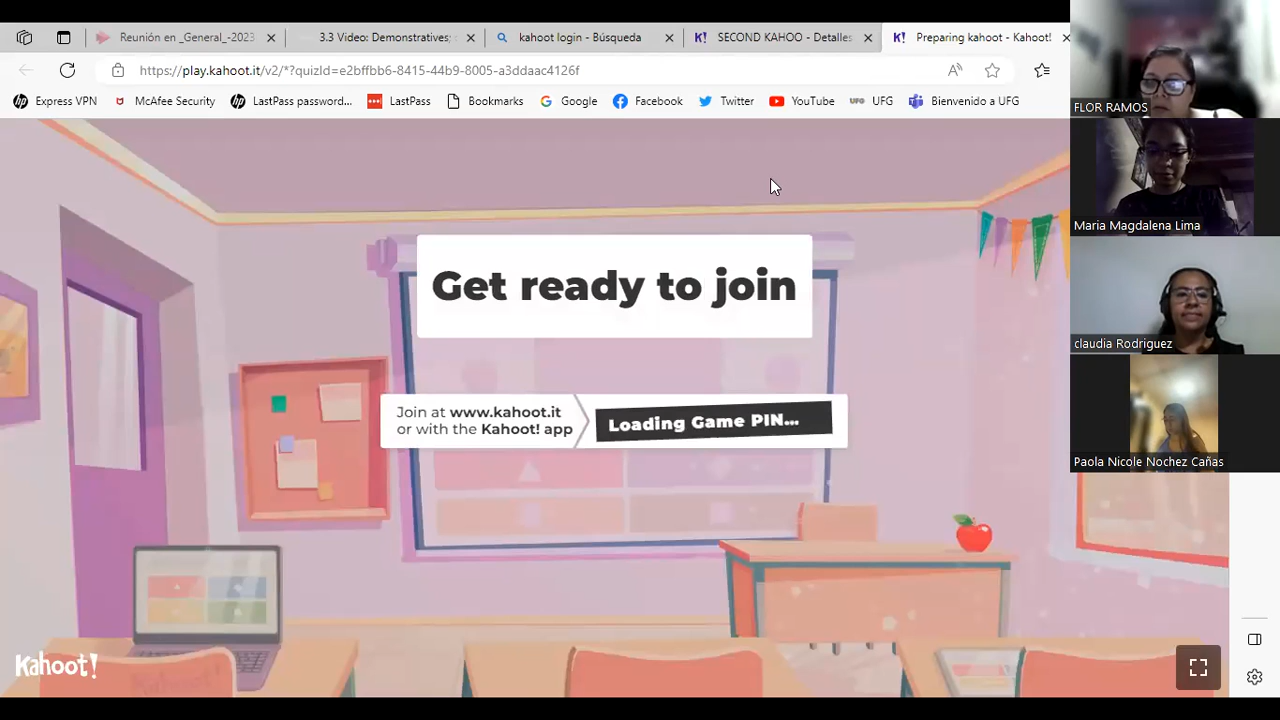 Reunión en _General_-2023
3.3 Video: Demonstratives;
kahoot login - Búsqueda
K! SECOND KAHOO - Detalles
K! Preparing kahoot - Kahoot!
https://play.kahoot.it/v2/*?quizId=e2bffbb6-8415-44b9-8005-a3ddaac4126f
Express VPN
McAfee Security
LastPass password...
LastPass
Bookmarks
Google
Facebook
Twitter
YouTube
UFG
UFG
Bienvenido a UFG
FLOR RAMOS
Maria Magdalena Lima
claudia Rodriguez
Paola Nicole Nochez Cañas
Get ready to join
Join at www.kahoot.it
or with the Kahoot! app
Loading Game PIN...
Kahoot!